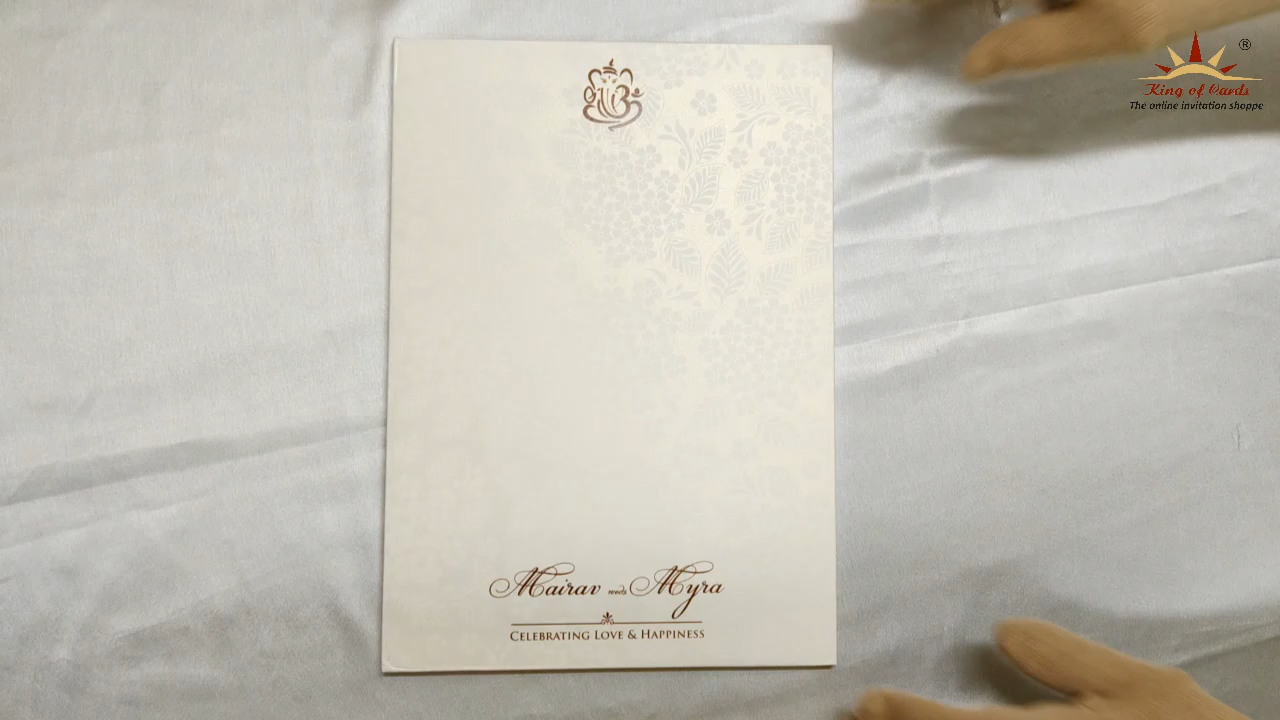 ®
King of Cards
The online invitation shoppe
Mairav weds Myra
CELEBRATING LOVE & HAPPINESS